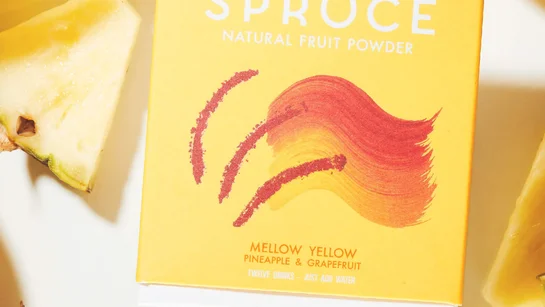 SPROCE
NATURAL FRUIT POWDER
MELLOW YELLOW
PINEAPPLE & GRAPEFRUIT
JUST ADD WATER